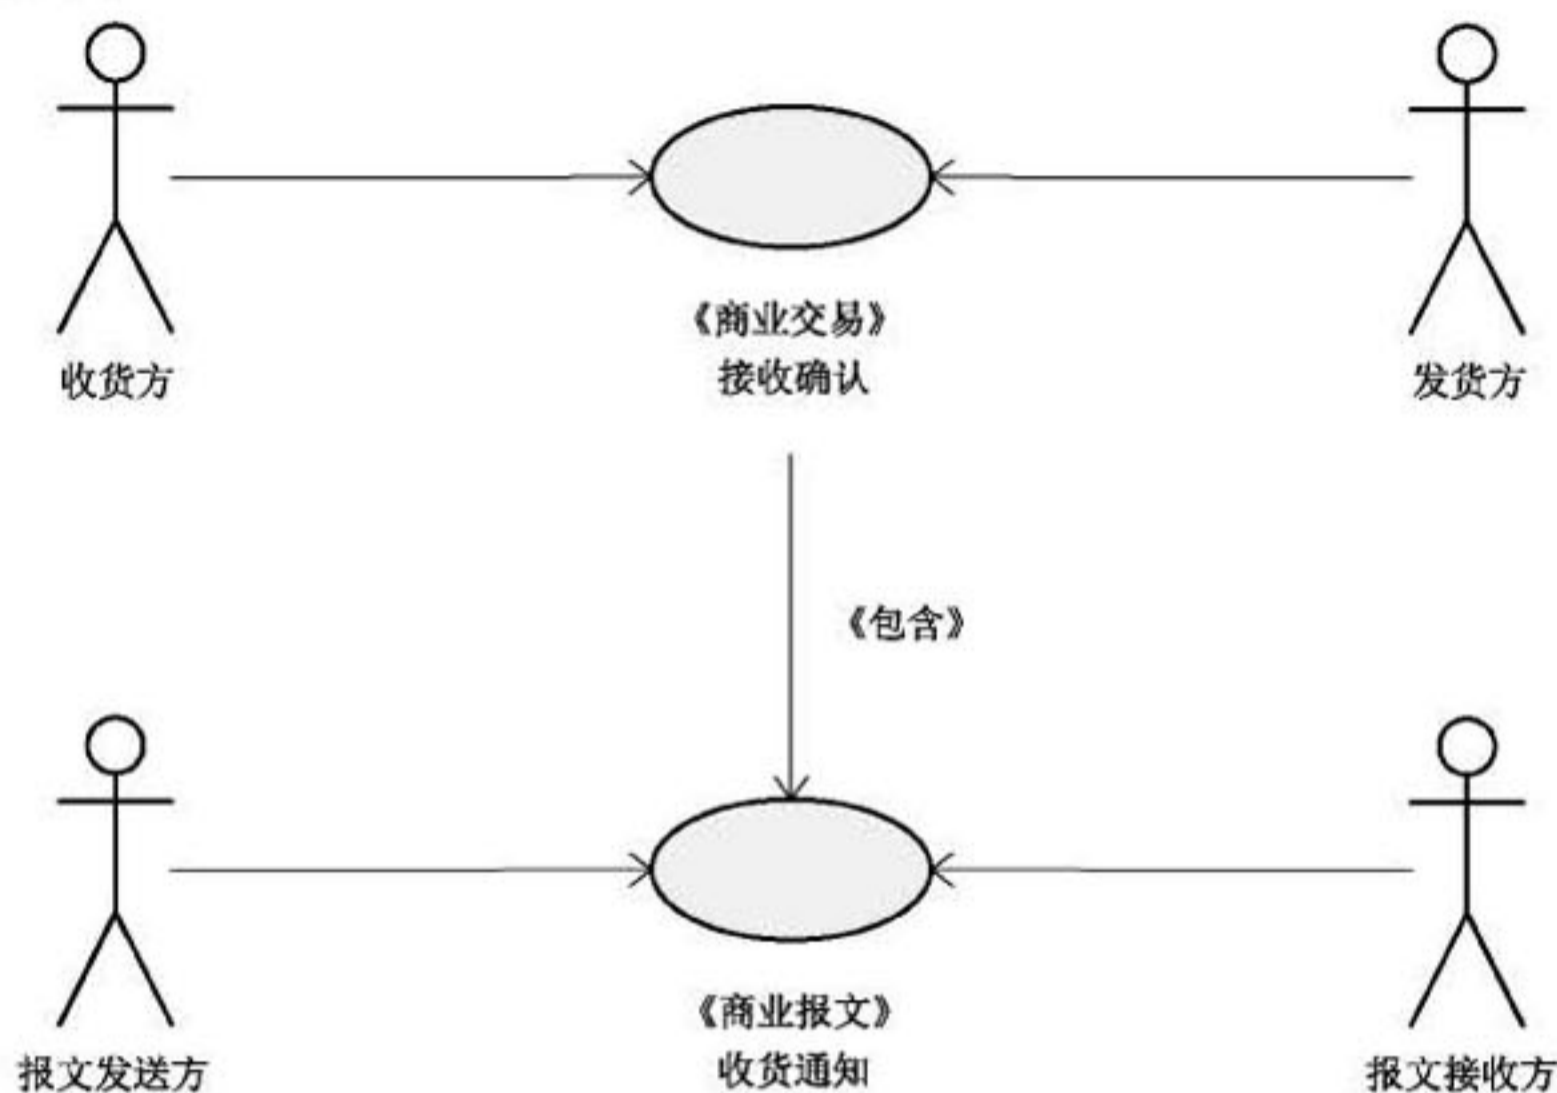 《商业交易》
接收确认
收货方
发货方
《包含》
《商业报文》
收货通知
报文发送方
报文接收方